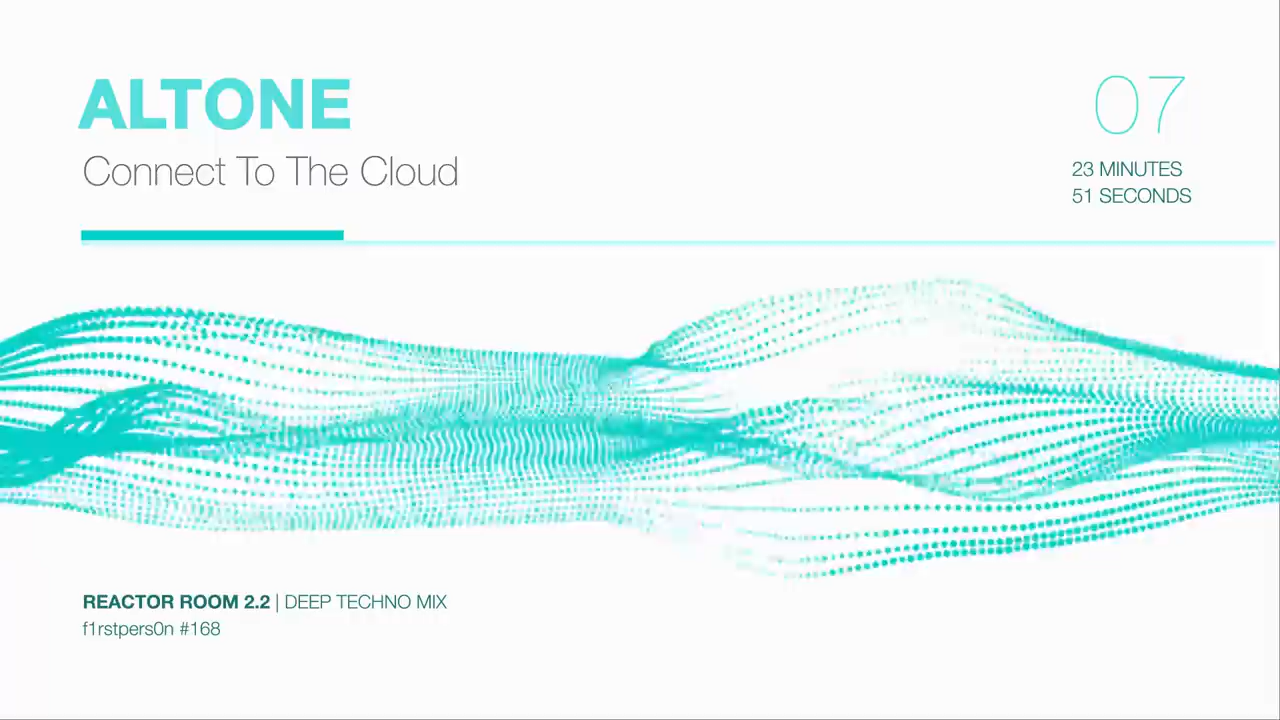 ALTONE
Connect To The Cloud
07
23 MINUTES
51 SECONDS
REACTOR ROOM 2.2 | DEEP TECHNO MIX
f1rstpers0n #168